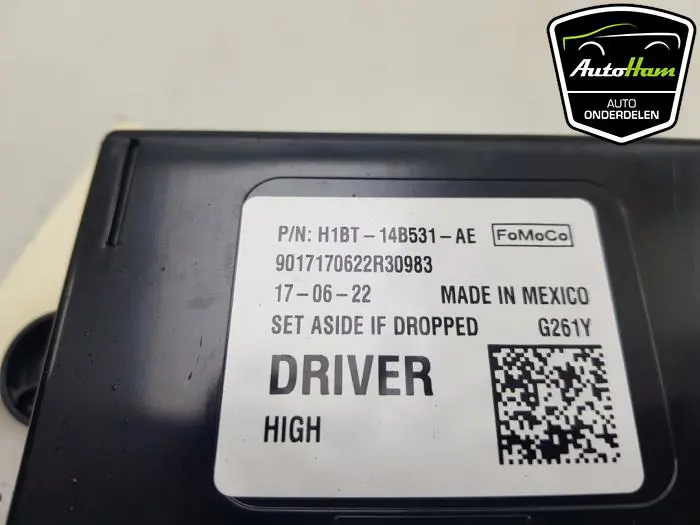 AutoHam
AUTO
ONDERDELEN
P/N: H1BT-14B531-AE FoMoCo
9017170622R30983
17-06-22 MADE IN MEXICO
SET ASIDE IF DROPPED G261Y
DRIVER
HIGH